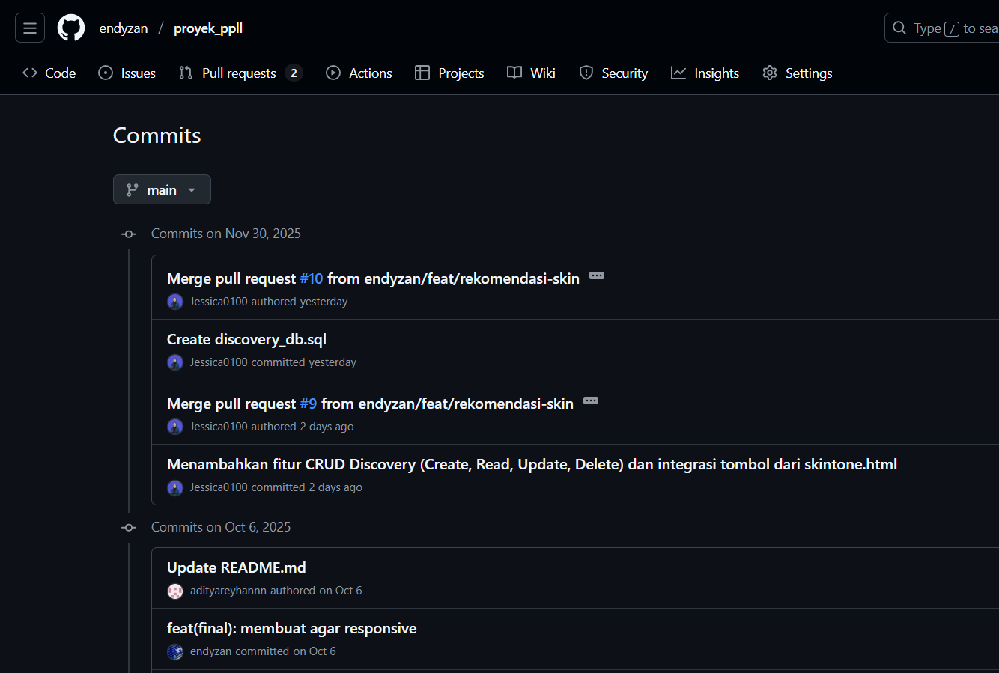 endyzan / proyek_ppll
Type / to sea
Code Issues Pull requests 2 Actions Projects Wiki Security Insights Settings
Commits
main
Commits on Nov 30, 2025
Merge pull request #10 from endyzan/feat/rekomendasi-skin
Jessica0100 authored yesterday
Create discovery_db.sql
Jessica0100 committed yesterday
Merge pull request #9 from endyzan/feat/rekomendasi-skin
Jessica0100 authored 2 days ago
Menambahkan fitur CRUD Discovery (Create, Read, Update, Delete) dan integrasi tombol dari skintone.html
Jessica0100 committed 2 days ago
Commits on Oct 6, 2025
Update README.md
adityareyhannn authored on Oct 6
feat(final): membuat agar responsive
endyzan committed on Oct 6